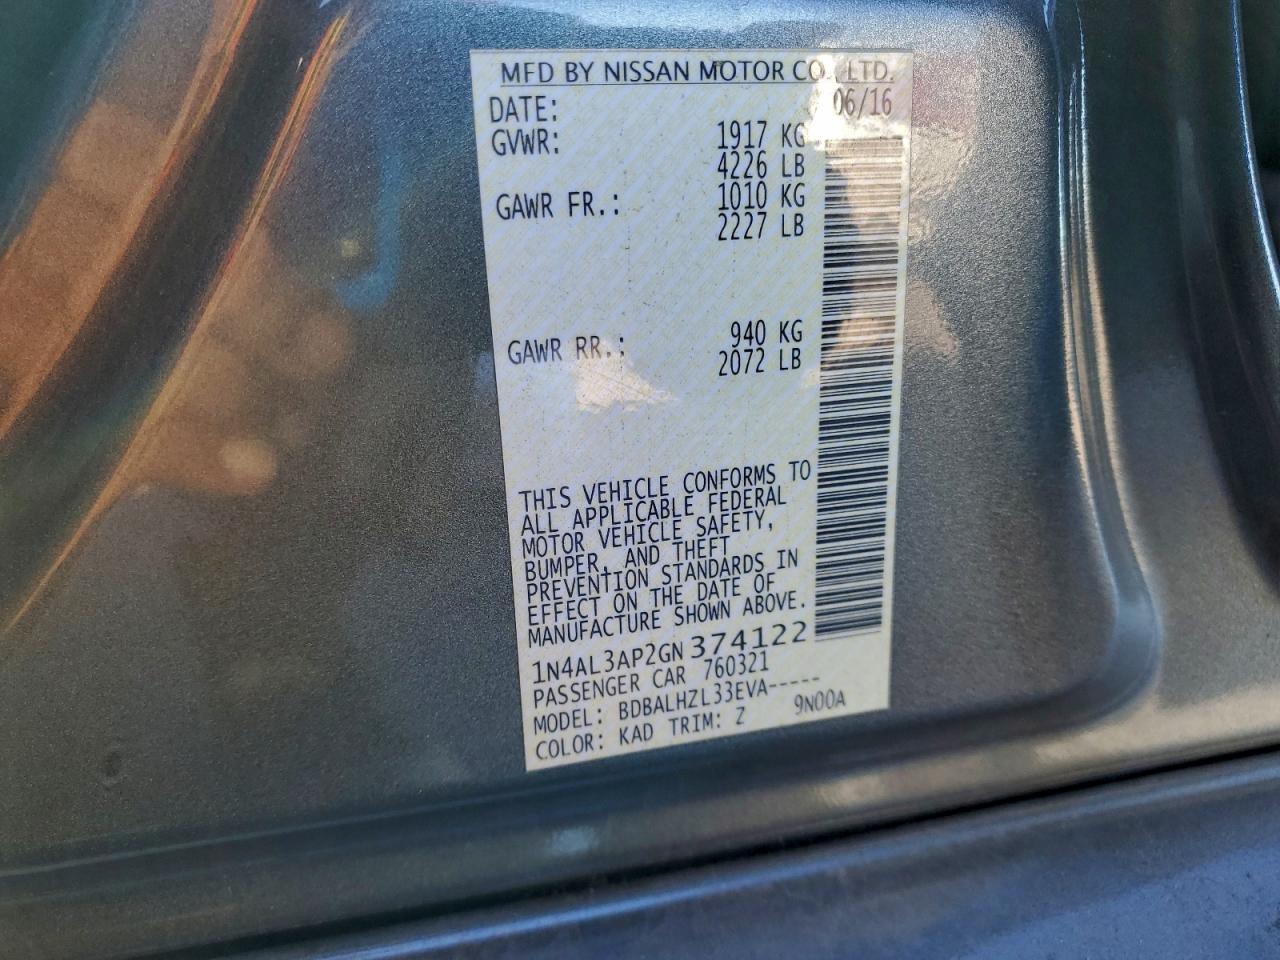 MFD BY NISSAN MOTOR CO., LTD.
DATE: 06/16
GVWR: 1917 KG
4226 LB
GAWR FR.: 1010 KG
2227 LB
GAWR RR.: 940 KG
2072 LB
THIS VEHICLE CONFORMS TO
ALL APPLICABLE FEDERAL
MOTOR VEHICLE SAFETY,
BUMPER, AND THEFT
PREVENTION STANDARDS IN
EFFECT ON THE DATE OF
MANUFACTURE SHOWN ABOVE.
1N4AL3AP2GN374122
PASSENGER CAR 760321
MODEL: BDBALHZL33EVA-----
COLOR: KAD TRIM: Z 9N00A